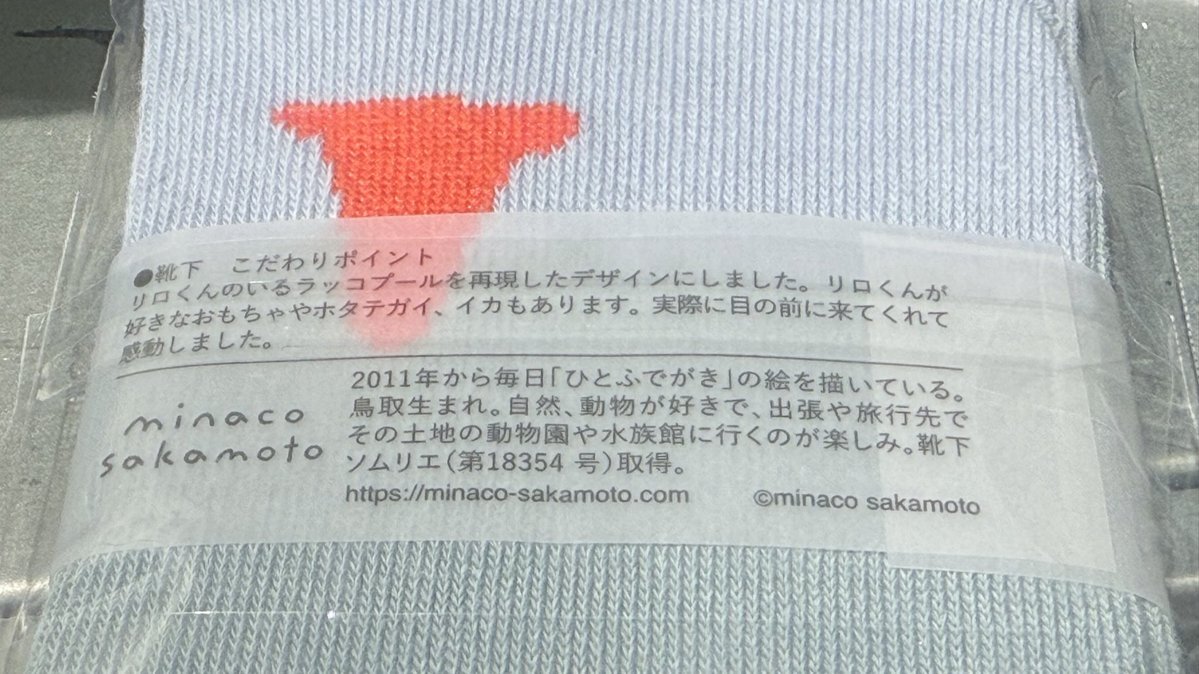 ●靴下　こだわりポイント
リロくんのいるラッコプールを再現したデザインにしました。リロくんが
好きなおもちゃやホタテガイ、イカもあります。実際に目の前に来てくれて
感動しました。
minaco
sakamoto
2011年から毎日「ひとふでがき」の絵を描いている。
鳥取生まれ。自然、動物が好きで、出張や旅行先で
その土地の動物園や水族館に行くのが楽しみ。靴下
ソムリエ（第18354 号）取得。
https://minaco-sakamoto.com ©minaco sakamoto